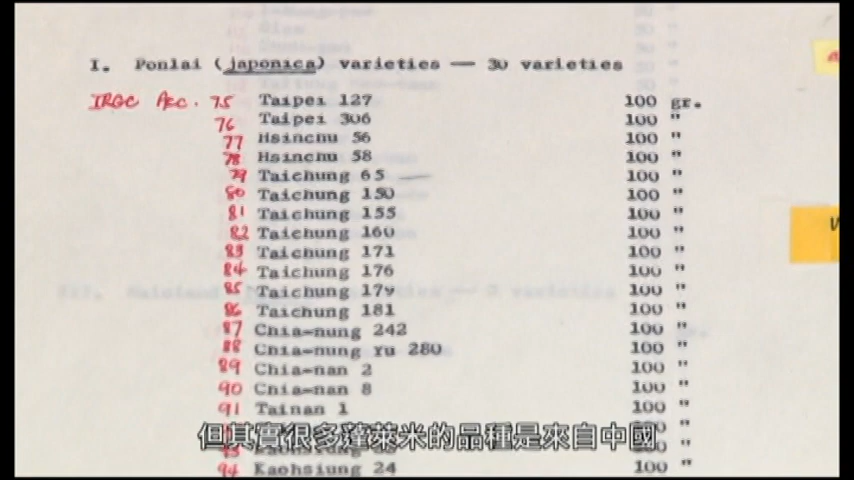 I. Ponlai (japonica) varieties — 30 varieties
IRGC Acc. 75 Taipei 127 100 gr.
76 Taipei 306 100 "
77 Hsinchu 56 100 "
78 Hsinchu 58 100 "
79 Taichung 65 — 100 "
80 Taichung 150 100 "
81 Taichung 155 100 "
82 Taichung 160 100 "
83 Taichung 171 100 "
84 Taichung 176 100 "
85 Taichung 179 100 "
86 Taichung 181 100 "
87 Chia-nung 242 100 "
88 Chia-nung Yu 280 100 "
89 Chia-nan 2 100 "
90 Chia-nan 8 100 "
91 Tainan 1 100 "
但其實很多蓬萊米的品種是來自中國
94 Kaohsiung 24 100 "